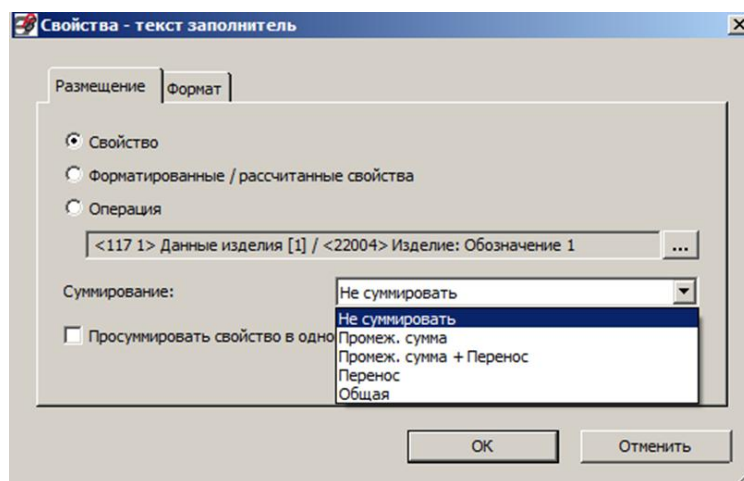 Свойства - текст заполнитель
Размещение
Формат
Свойство
Форматированные / рассчитанные свойства
Операция
<117 1> Данные изделия [1] / <22004> Изделие: Обозначение 1
...
Суммирование:
Не суммировать
Не суммировать
Просуммировать свойство в одно
Промеж. сумма
Промеж. сумма + Перенос
Перенос
Общая
OK
Отменить